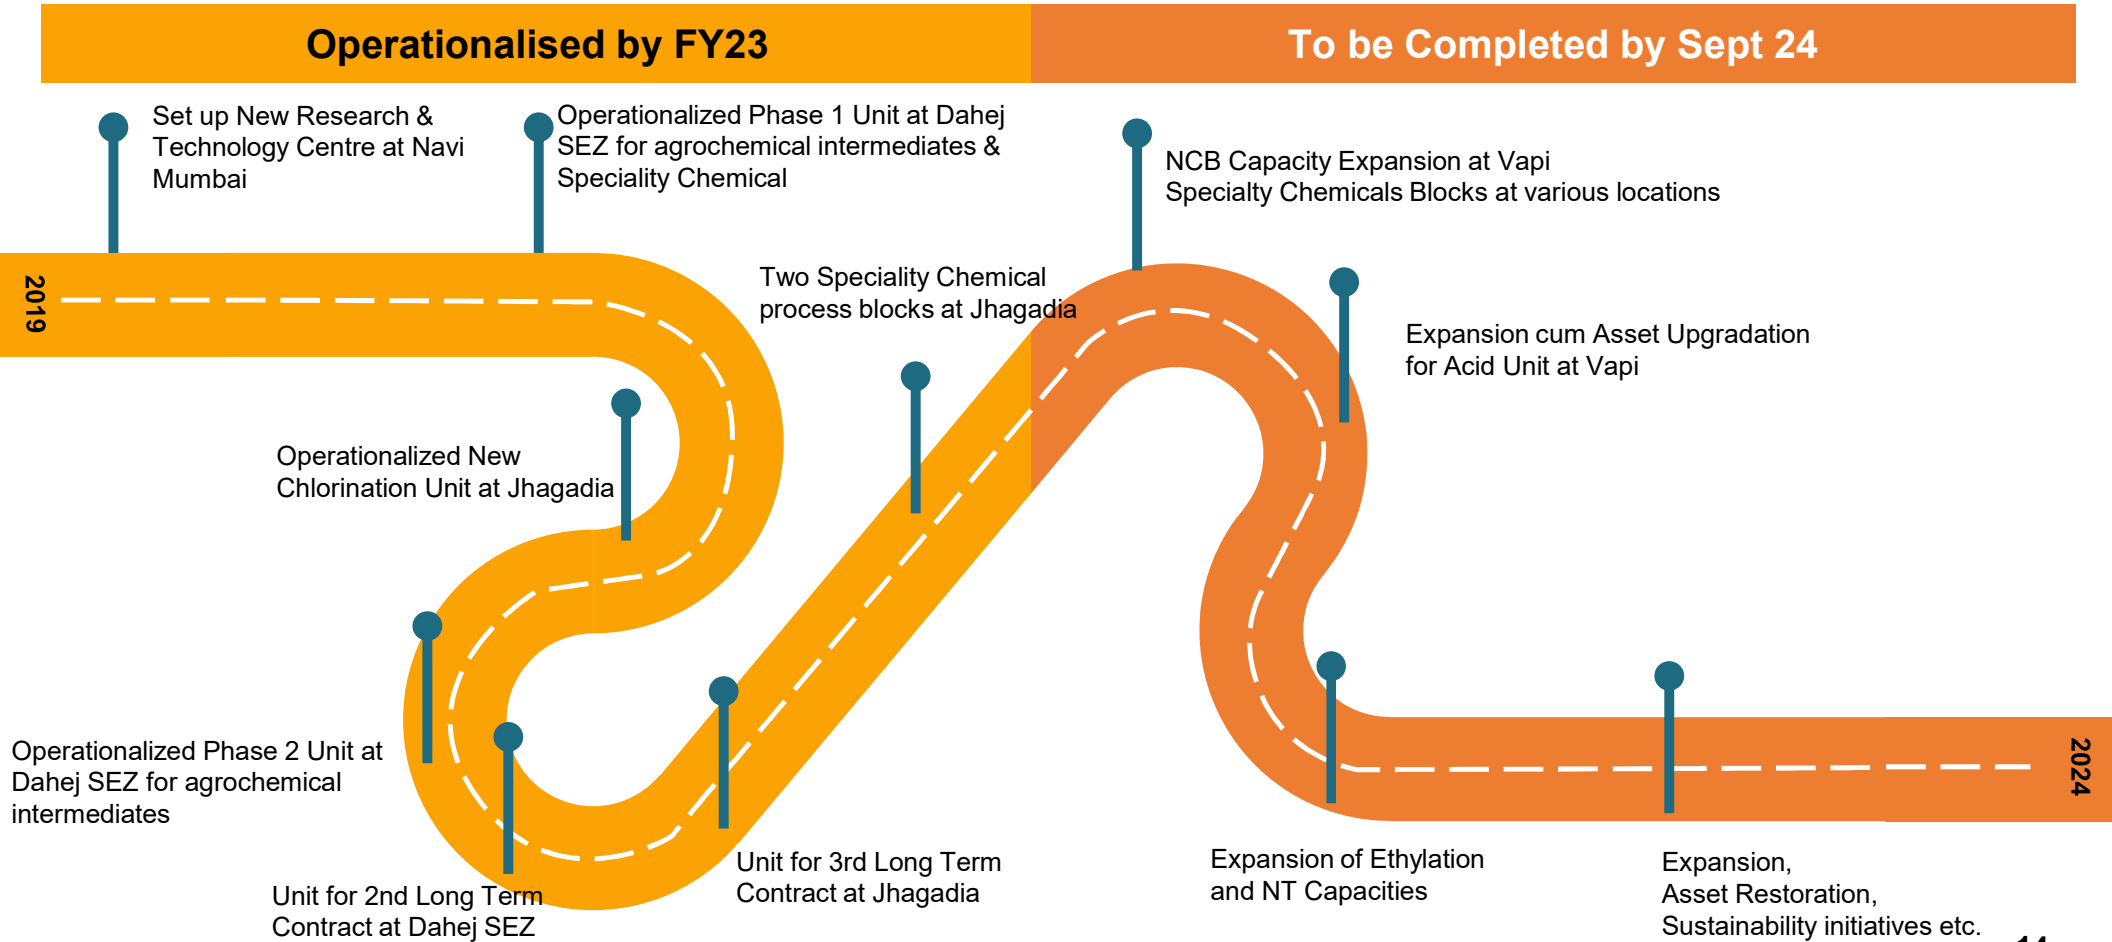 Operationalised by FY23
To be Completed by Sept 24
Set up New Research &
Technology Centre at Navi
Mumbai
Operationalized Phase 1 Unit at Dahej
SEZ for agrochemical intermediates &
Speciality Chemical
NCB Capacity Expansion at Vapi
Specialty Chemicals Blocks at various locations
2019
Two Speciality Chemical
process blocks at Jhagadia
Expansion cum Asset Upgradation
for Acid Unit at Vapi
Operationalized New
Chlorination Unit at Jhagadia
Operationalized Phase 2 Unit at
Dahej SEZ for agrochemical
intermediates
2024
Unit for 2nd Long Term
Contract at Dahej SEZ
Unit for 3rd Long Term
Contract at Jhagadia
Expansion of Ethylation
and NT Capacities
Expansion,
Asset Restoration,
Sustainability initiatives etc.